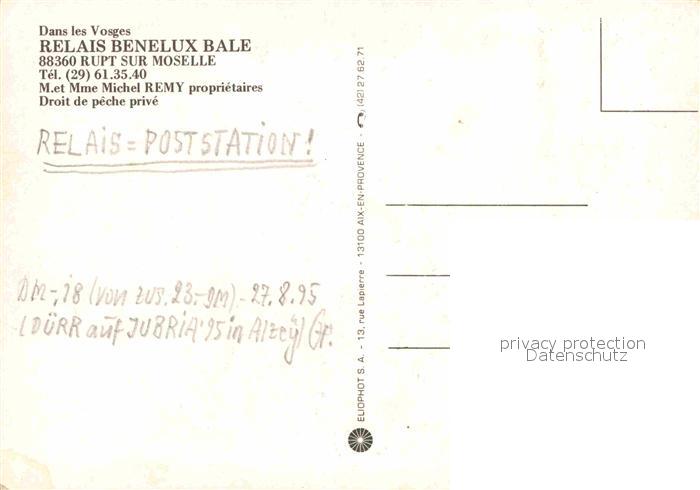 Dans les Vosges
RELAIS BENELUX BALE
88360 RUPT SUR MOSELLE
Tél. (29) 61.35.40
M.et Mme Michel REMY propriétaires
Droit de pêche privé
RELAIS = POSTSTATION!
DM -,78 (von zus. 23.-DM) - 27.8.95
(DÜRR auf JUBRIA '95 in Alzey)
ELIOPHOT S. A. - 13, rue Lapierre - 13100 AIX-EN-PROVENCE - (42) 27.62.71
privacy protection
Datenschutz